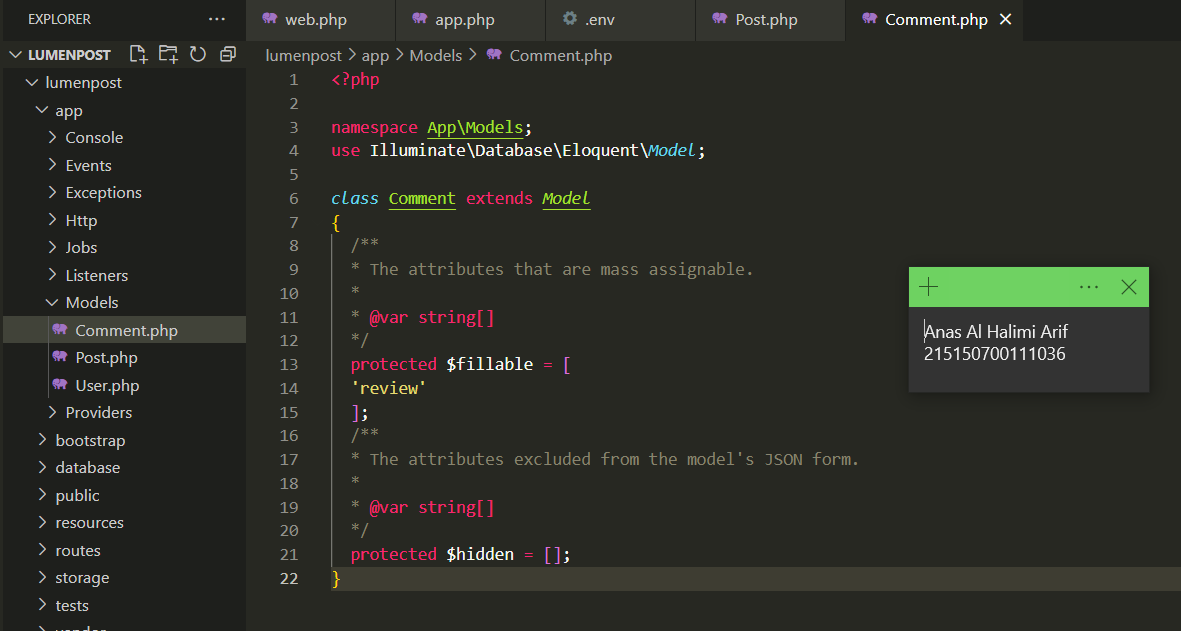 EXPLORER ...
web.php
app.php
.env
Post.php
Comment.php
LUMENPOST
lumenpost
app
Console
Events
Exceptions
Http
Jobs
Listeners
Models
Comment.php
Post.php
User.php
Providers
bootstrap
database
public
resources
routes
storage
tests
lumenpost > app > Models > Comment.php
1 <?php
2
3 namespace App\Models;
4 use Illuminate\Database\Eloquent\Model;
5
6 class Comment extends Model
7 {
8 /**
9 * The attributes that are mass assignable.
10 *
11 * @var string[]
12 */
13 protected $fillable = [
14 'review'
15 ];
16 /**
17 * The attributes excluded from the model's JSON form.
18 *
19 * @var string[]
20 */
21 protected $hidden = [];
22 }
Anas Al Halimi Arif
215150700111036